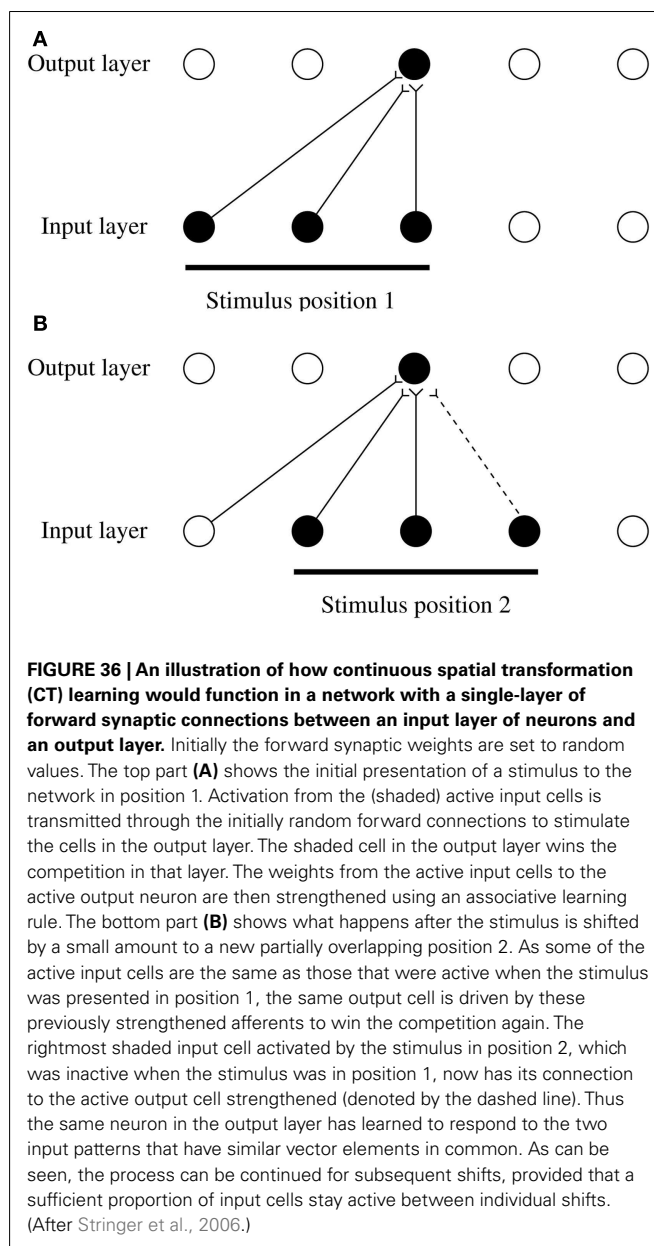 A
Output layer
Input layer
Stimulus position 1
B
Output layer
Input layer
Stimulus position 2
FIGURE 36 | An illustration of how continuous spatial transformation
(CT) learning would function in a network with a single-layer of
forward synaptic connections between an input layer of neurons and
an output layer. Initially the forward synaptic weights are set to random
values. The top part (A) shows the initial presentation of a stimulus to the
network in position 1. Activation from the (shaded) active input cells is
transmitted through the initially random forward connections to stimulate
the cells in the output layer. The shaded cell in the output layer wins the
competition in that layer. The weights from the active input cells to the
active output neuron are then strengthened using an associative learning
rule. The bottom part (B) shows what happens after the stimulus is shifted
by a small amount to a new partially overlapping position 2. As some of the
active input cells are the same as those that were active when the stimulus
was presented in position 1, the same output cell is driven by these
previously strengthened afferents to win the competition again. The
rightmost shaded input cell activated by the stimulus in position 2, which
was inactive when the stimulus was in position 1, now has its connection
to the active output cell strengthened (denoted by the dashed line). Thus
the same neuron in the output layer has learned to respond to the two
input patterns that have similar vector elements in common. As can be
seen, the process can be continued for subsequent shifts, provided that a
sufficient proportion of input cells stay active between individual shifts.
(After Stringer et al., 2006.)